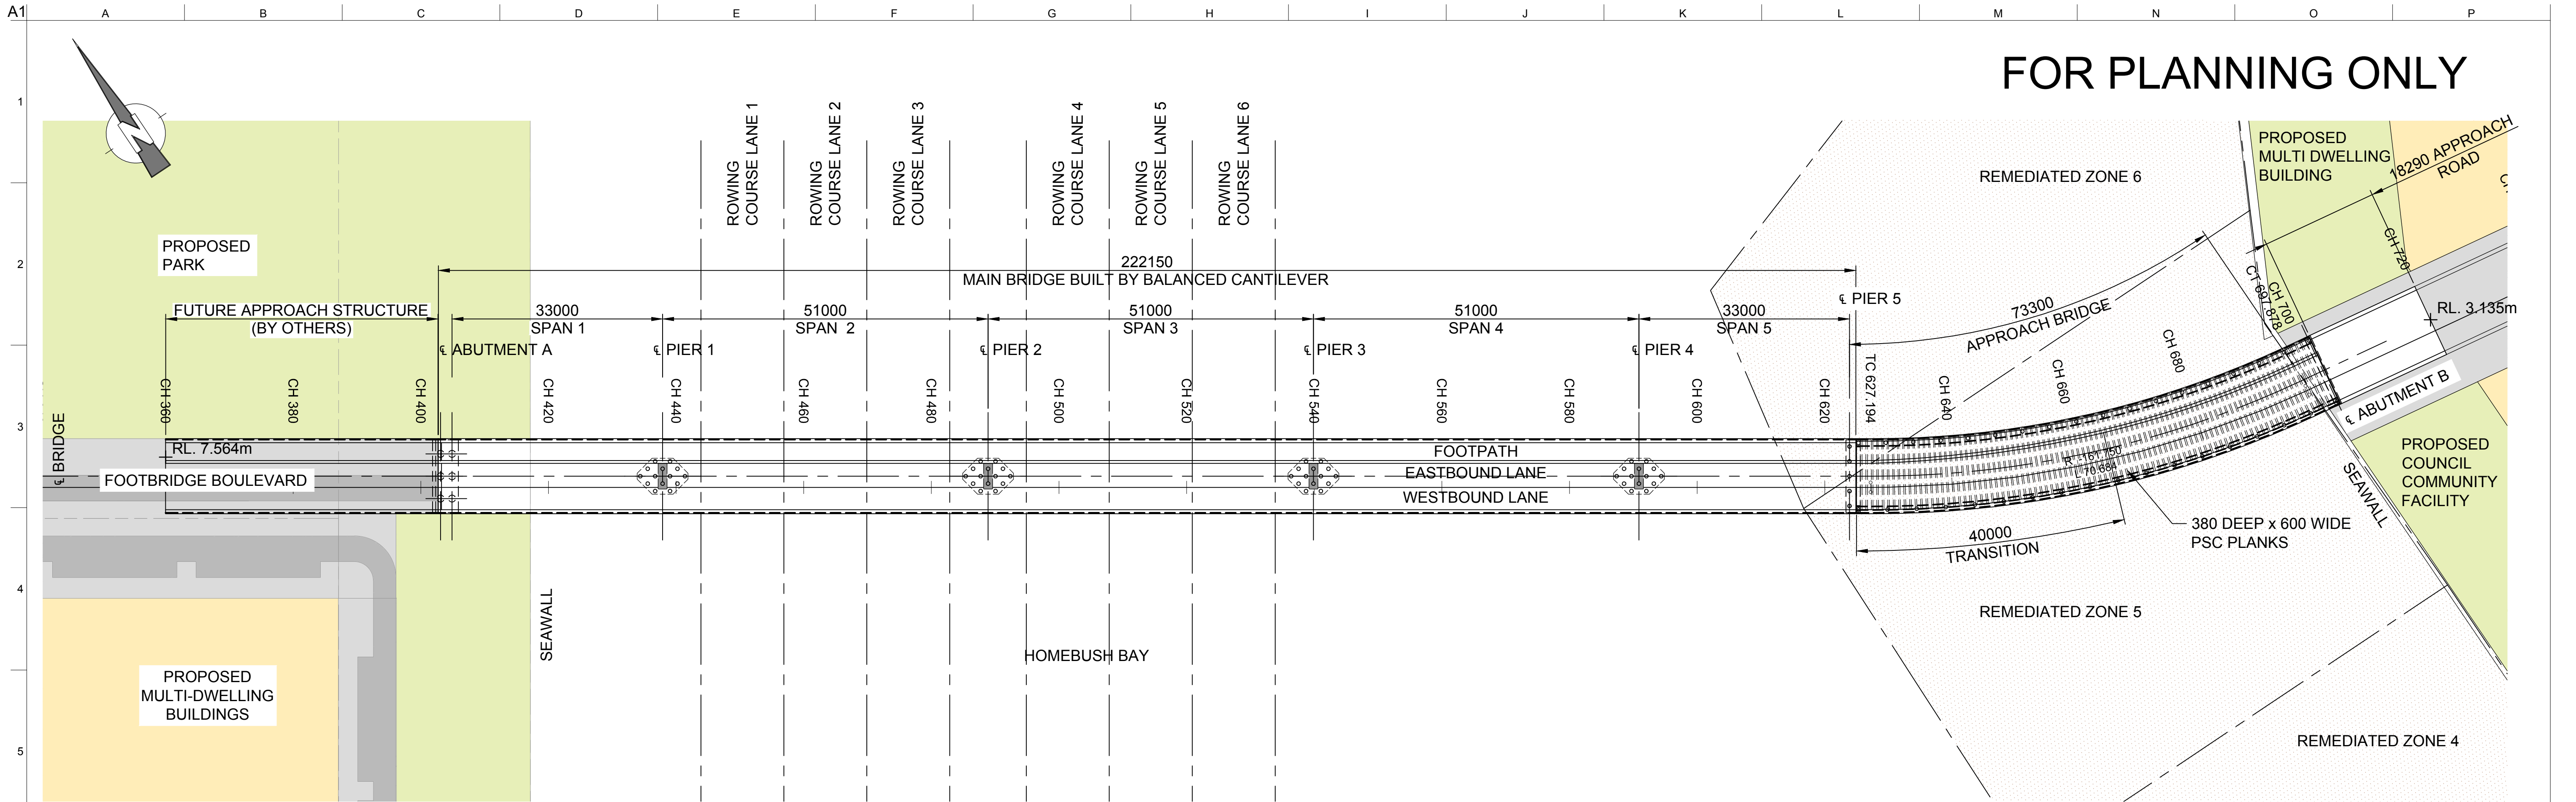 A1
A B C D E F G H I J K L M N O P
FOR PLANNING ONLY
1
2
3
4
5
ROWING
COURSE LANE 1
ROWING
COURSE LANE 2
ROWING
COURSE LANE 3
ROWING
COURSE LANE 4
ROWING
COURSE LANE 5
ROWING
COURSE LANE 6
PROPOSED
MULTI DWELLING
BUILDING
18290 APPROACH
ROAD
REMEDIATED ZONE 6
PROPOSED
PARK
222150
MAIN BRIDGE BUILT BY BALANCED CANTILEVER
FUTURE APPROACH STRUCTURE
(BY OTHERS)
33000
SPAN 1
51000
SPAN 2
51000
SPAN 3
51000
SPAN 4
33000
SPAN 5
℄ PIER 5
73300
APPROACH BRIDGE
CT 697.878
CH 700
CH 720
RL. 3.135m
℄ ABUTMENT A
℄ PIER 1
℄ PIER 2
℄ PIER 3
℄ PIER 4
CH 360
CH 380
CH 400
CH 420
CH 440
CH 460
CH 480
CH 500
CH 520
CH 540
CH 560
CH 580
CH 600
CH 620
TC 627.194
CH 640
CH 660
CH 680
℄ BRIDGE
RL. 7.564m
FOOTBRIDGE BOULEVARD
FOOTPATH
EASTBOUND LANE
WESTBOUND LANE
R -161.750
L 70.684
℄ ABUTMENT B
SEAWALL
PROPOSED
COUNCIL
COMMUNITY
FACILITY
40000
TRANSITION
380 DEEP x 600 WIDE
PSC PLANKS
SEAWALL
HOMEBUSH BAY
REMEDIATED ZONE 5
PROPOSED
MULTI-DWELLING
BUILDINGS
REMEDIATED ZONE 4